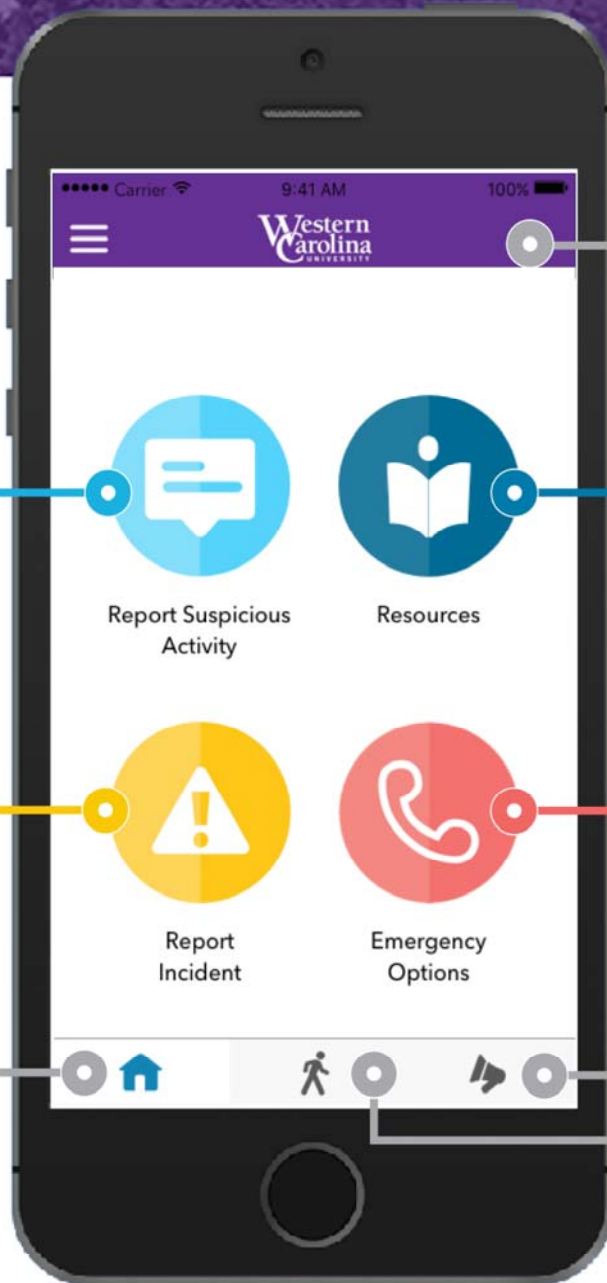 Carrier 9:41 AM 100%
Western
Carolina
UNIVERSITY
Report Suspicious
Activity
Resources
Report
Incident
Emergency
Options